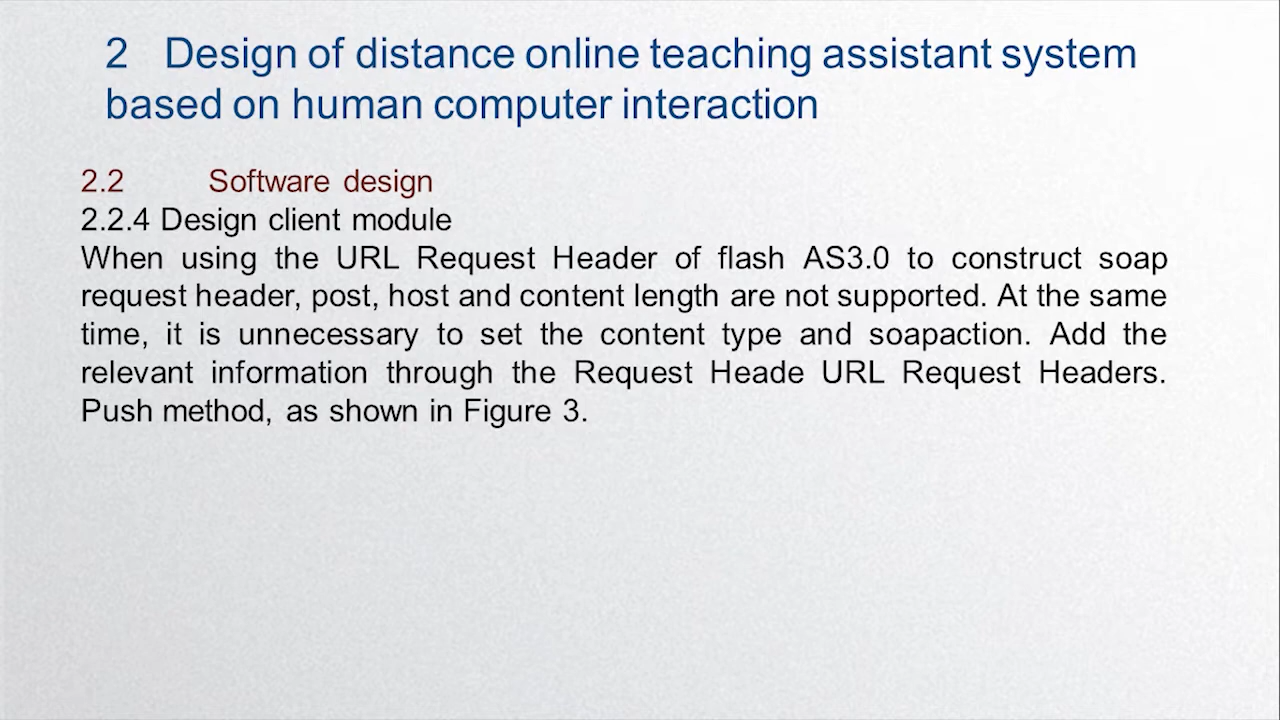 2 Design of distance online teaching assistant system
based on human computer interaction
2.2 Software design
2.2.4 Design client module
When using the URL Request Header of flash AS3.0 to construct soap
request header, post, host and content length are not supported. At the same
time, it is unnecessary to set the content type and soapaction. Add the
relevant information through the Request Heade URL Request Headers.
Push method, as shown in Figure 3.